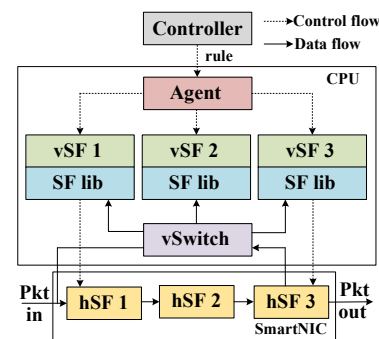 Controller
Control flow
Data flow
rule
CPU
Agent
vSF 1
vSF 2
vSF 3
SF lib
SF lib
SF lib
vSwitch
Pkt
in
hSF 1
hSF 2
hSF 3
Pkt
out
SmartNIC